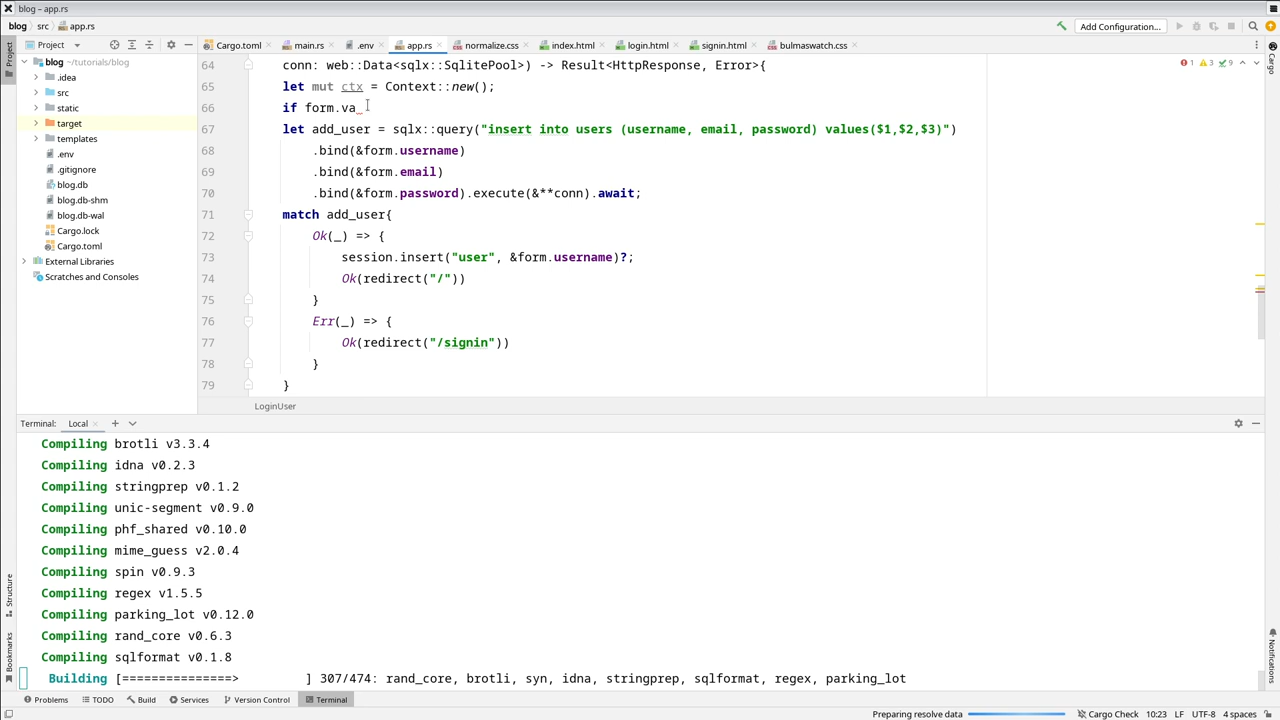 blog – app.rs
blog src app.rs Add Configuration...
Project Cargo.toml main.rs .env app.rs normalize.css index.html login.html signin.html bulmaswatch.css
Project
Cargo
blog ~/tutorials/blog
.idea
src
static
target
templates
.env
.gitignore
blog.db
blog.db-shm
blog.db-wal
Cargo.lock
Cargo.toml
External Libraries
Scratches and Consoles
1 3 9
64 conn: web::Data<sqlx::SqlitePool>) -> Result<HttpResponse, Error>{
65 let mut ctx = Context::new();
66 if form.va
67 let add_user = sqlx::query("insert into users (username, email, password) values($1,$2,$3)")
68 .bind(&form.username)
69 .bind(&form.email)
70 .bind(&form.password).execute(&**conn).await;
71 match add_user{
72 Ok(_) => {
73 session.insert("user", &form.username)?;
74 Ok(redirect("/"))
75 }
76 Err(_) => {
77 Ok(redirect("/signin"))
78 }
79 }
LoginUser
Terminal: Local
Compiling brotli v3.3.4
Compiling idna v0.2.3
Compiling stringprep v0.1.2
Compiling unic-segment v0.9.0
Compiling phf_shared v0.10.0
Compiling mime_guess v2.0.4
Compiling spin v0.9.3
Compiling regex v1.5.5
Compiling parking_lot v0.12.0
Compiling rand_core v0.6.3
Compiling sqlformat v0.1.8
Building [===============> ] 307/474: rand_core, brotli, syn, idna, stringprep, sqlformat, regex, parking_lot
Structure
Bookmarks
Notifications
Problems TODO Build Services Version Control Terminal
Preparing resolve data Cargo Check 10:23 LF UTF-8 4 spaces